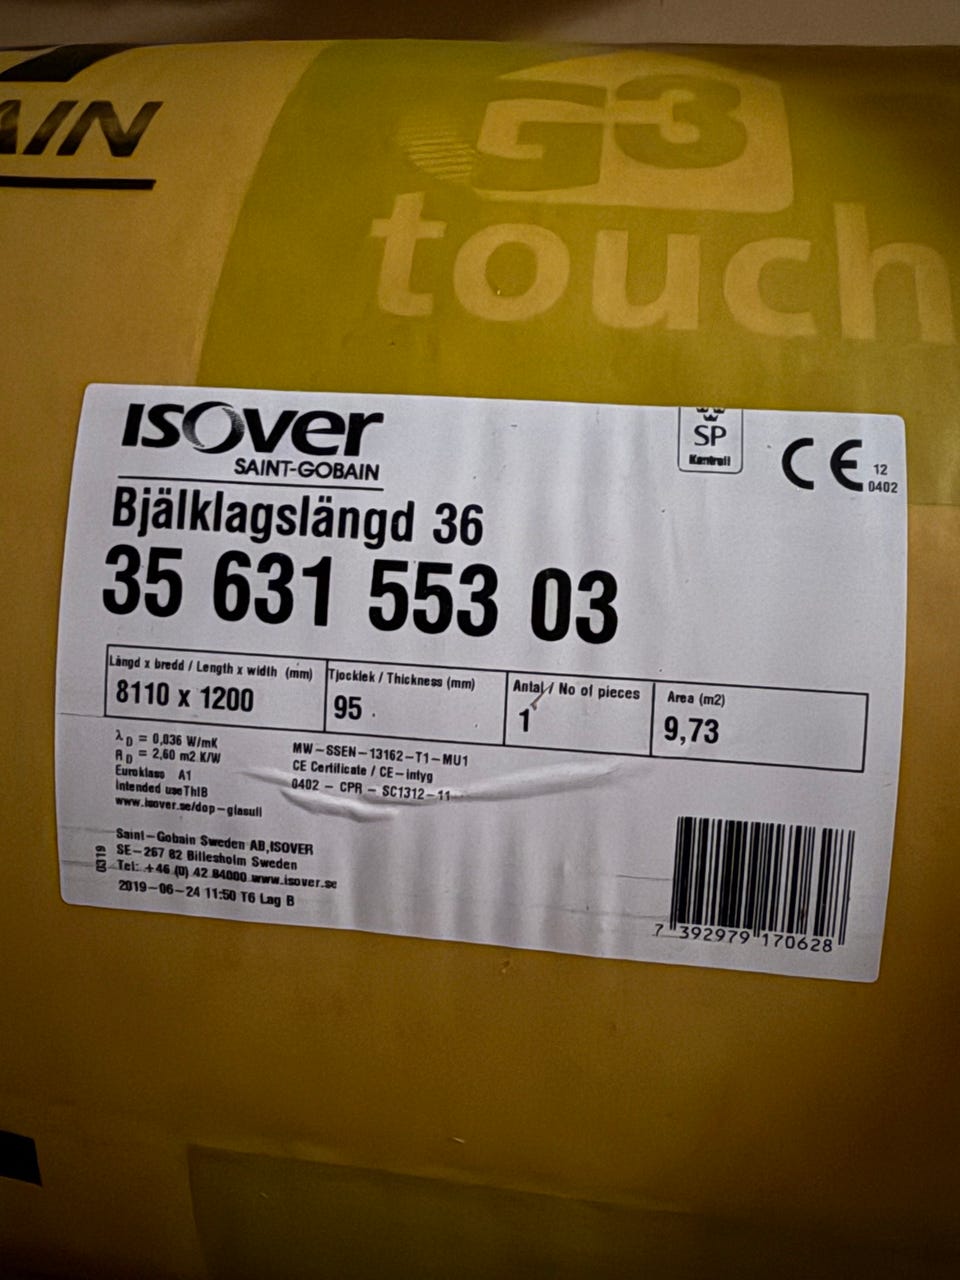 AIN
G3
touch
ISOVER
SAINT-GOBAIN
SP
Kontroll
CE
12
0402
Bjälklagslängd 36
35 631 553 03
Längd x bredd / Length x width (mm)
8110 x 1200
Tjocklek / Thickness (mm)
95
Antal / No of pieces
1
Area (m2)
9,73
λD = 0,036 W/mK
RD = 2,60 m2 K/W
Euroklass A1
Intended use ThIB
www.isover.se/dop-glasull
MW-SSEN-13162-T1-MU1
CE Certificate / CE-intyg
0402 - CPR - SC1312-11
0319
Saint-Gobain Sweden AB,ISOVER
SE-267 82 Billesholm Sweden
Tel: +46 (0) 42 84000 www.isover.se
2019-06-24 11:50 T6 Lag B
7 392979 170628